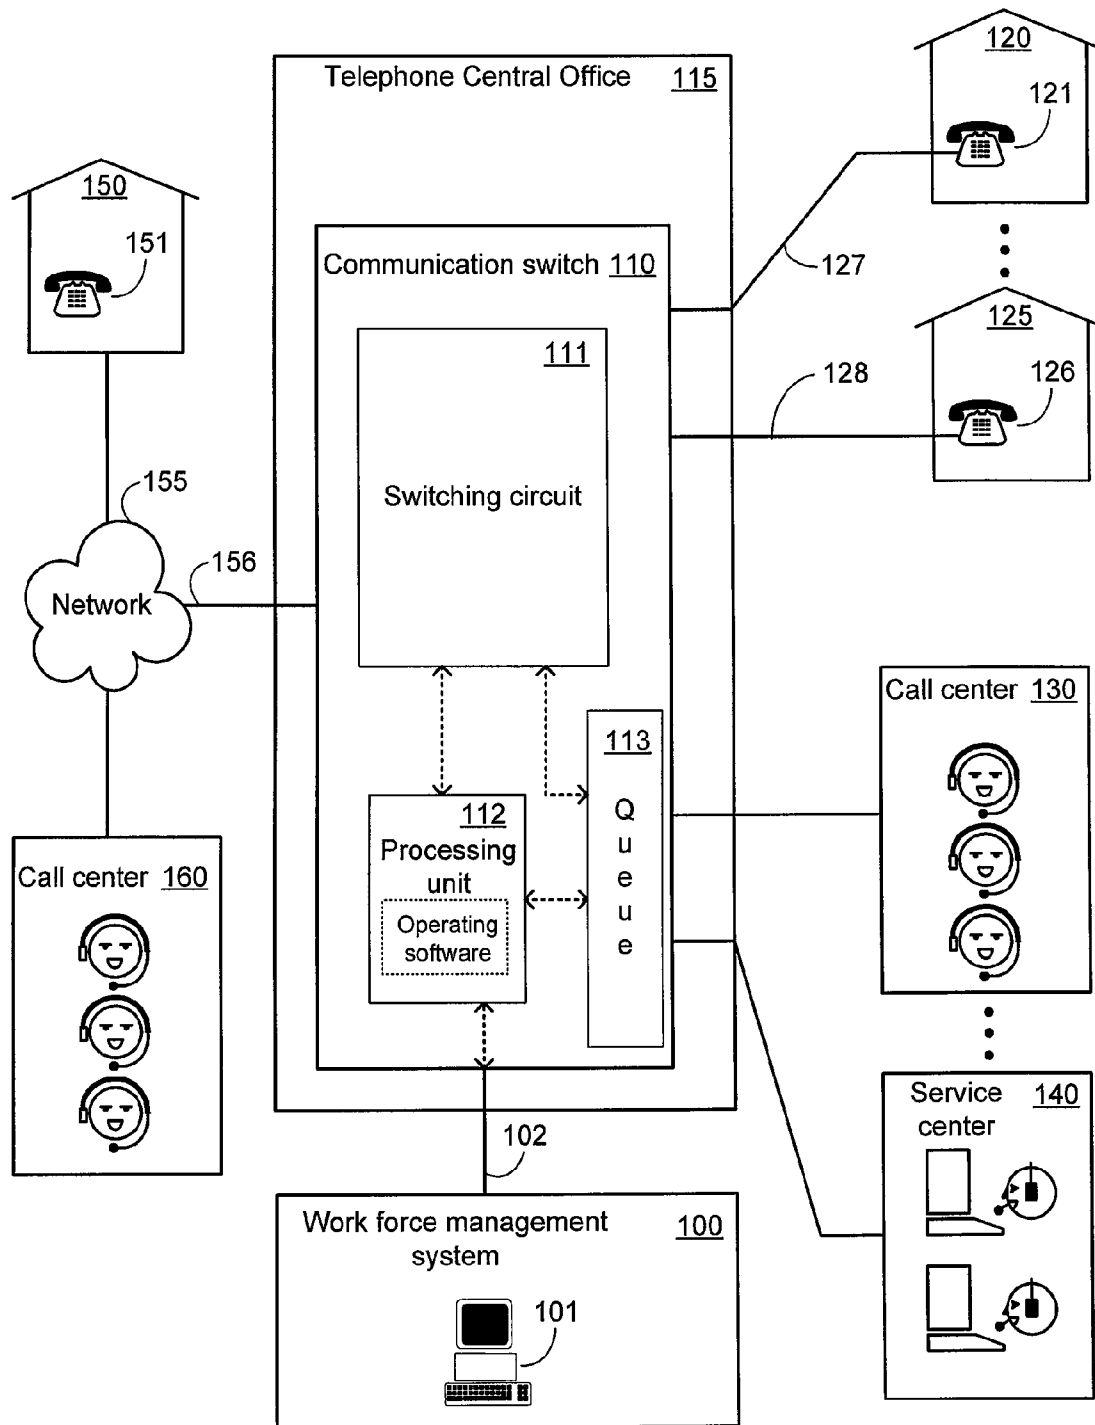 Telephone Central Office 115
120
121
150
151
127
Communication switch 110
111
Switching circuit
125
126
128
155
156
Network
Call center 130
113
Q
u
e
u
e
112
Processing
unit
Operating
software
Call center 160
Service
center
140
102
Work force management
system
100
101